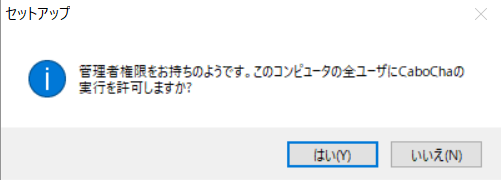 セットアップ
管理者権限をお持ちのようです。このコンピュータの全ユーザにCaboChaの
実行を許可しますか?
はい(Y)
いいえ(N)